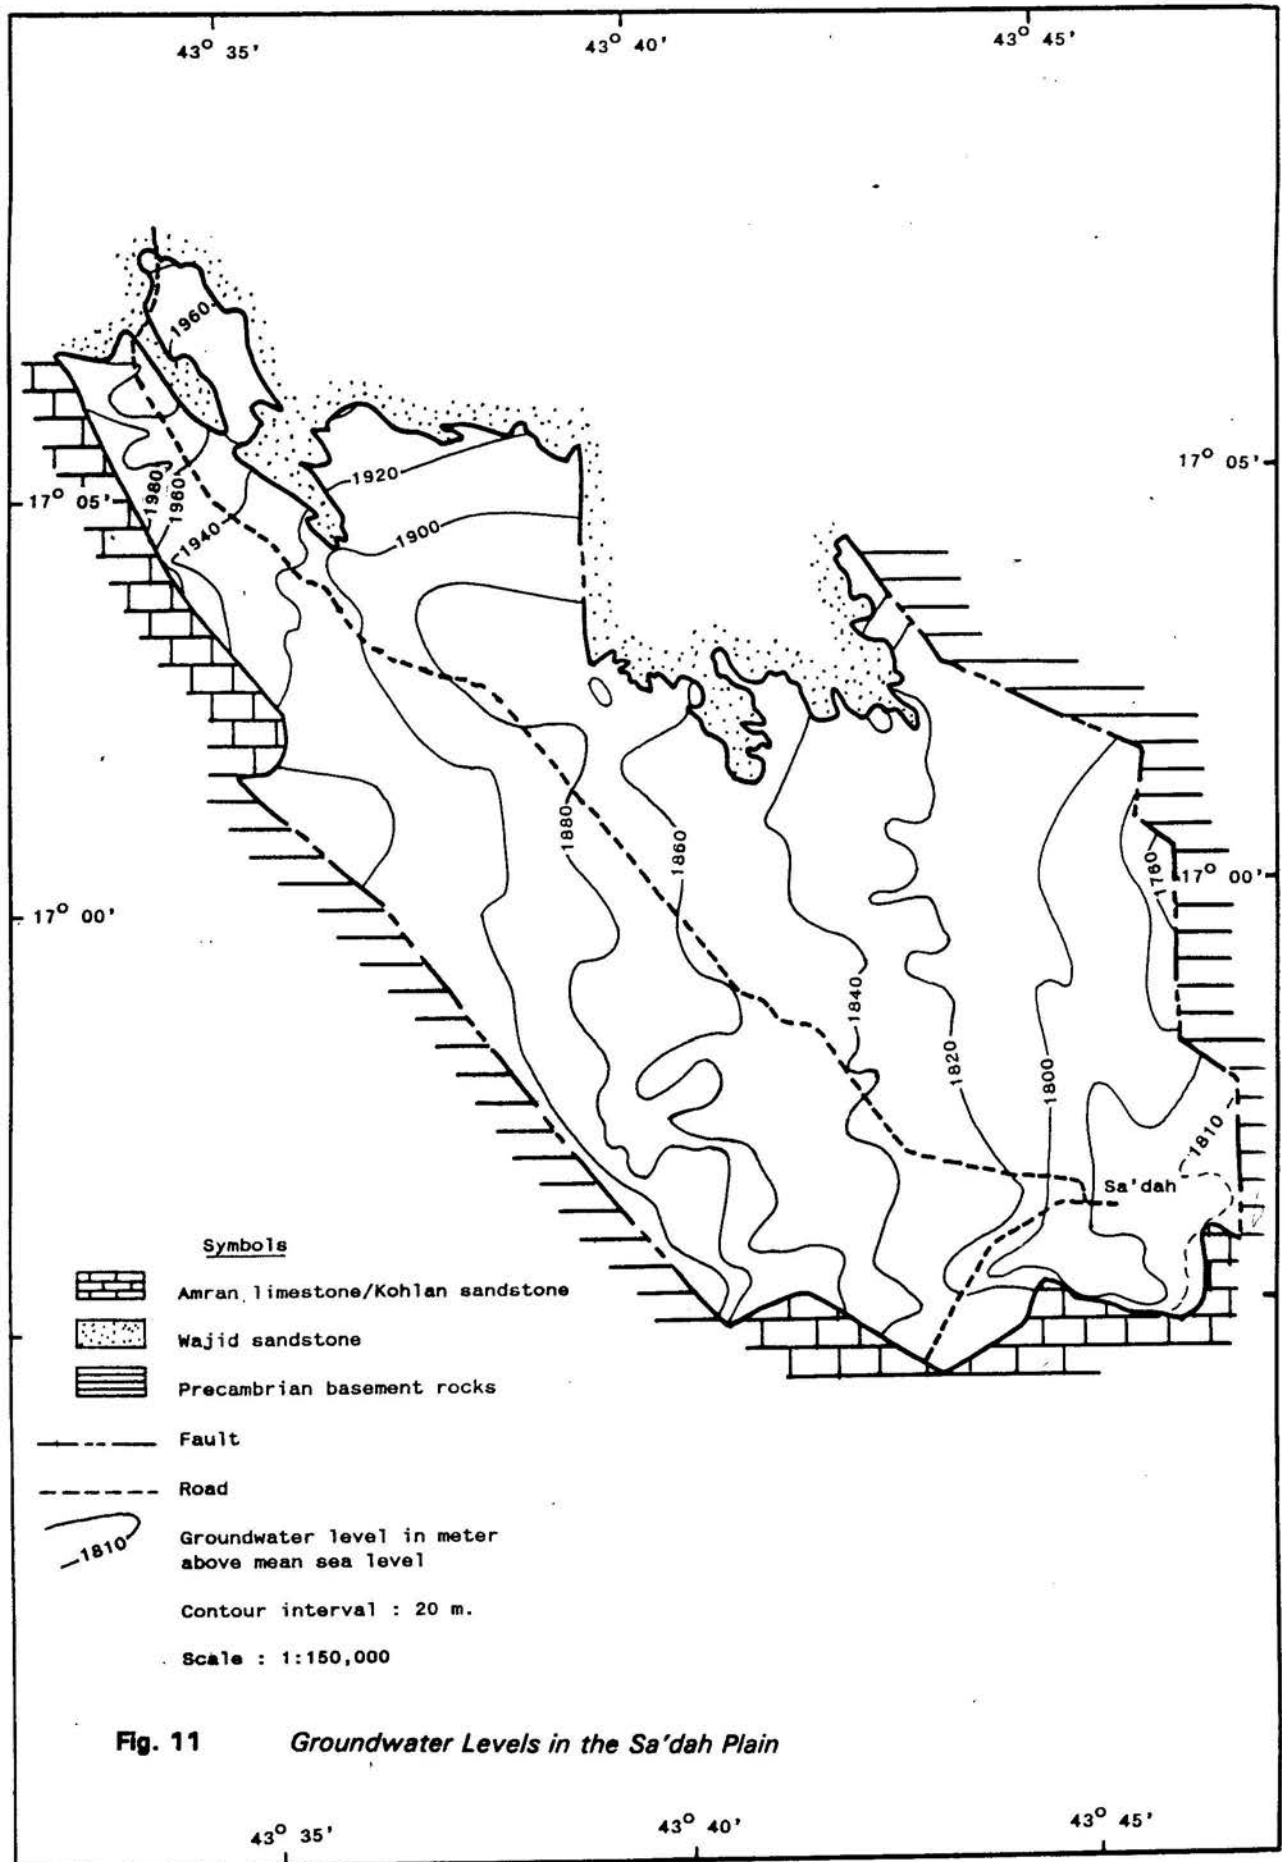 43° 35'
43° 40'
43° 45'
1960
17° 05'
1920
17° 05'
1980
1960
1940
1900
1880
1860
1760
17° 00'
17° 00'
1840
1820
1800
1810
Sa'dah
Symbols
Amran limestone/Kohlan sandstone
Wajid sandstone
Precambrian basement rocks
Fault
Road
1810
Groundwater level in meter
above mean sea level
Contour interval : 20 m.
Scale : 1:150,000
Fig. 11 Groundwater Levels in the Sa'dah Plain
43° 35'
43° 40'
43° 45'